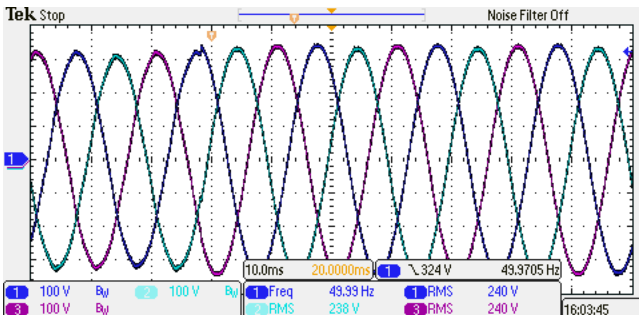 Tek Stop Noise Filter Off
T
1
10.0ms 20.0000ms 1 324 V 49.9705 Hz
1 100 V Bw 2 100 V Bw 1 Freq 49.99 Hz 1 RMS 240 V
3 100 V Bw 2 RMS 238 V 3 RMS 240 V 16:03:45